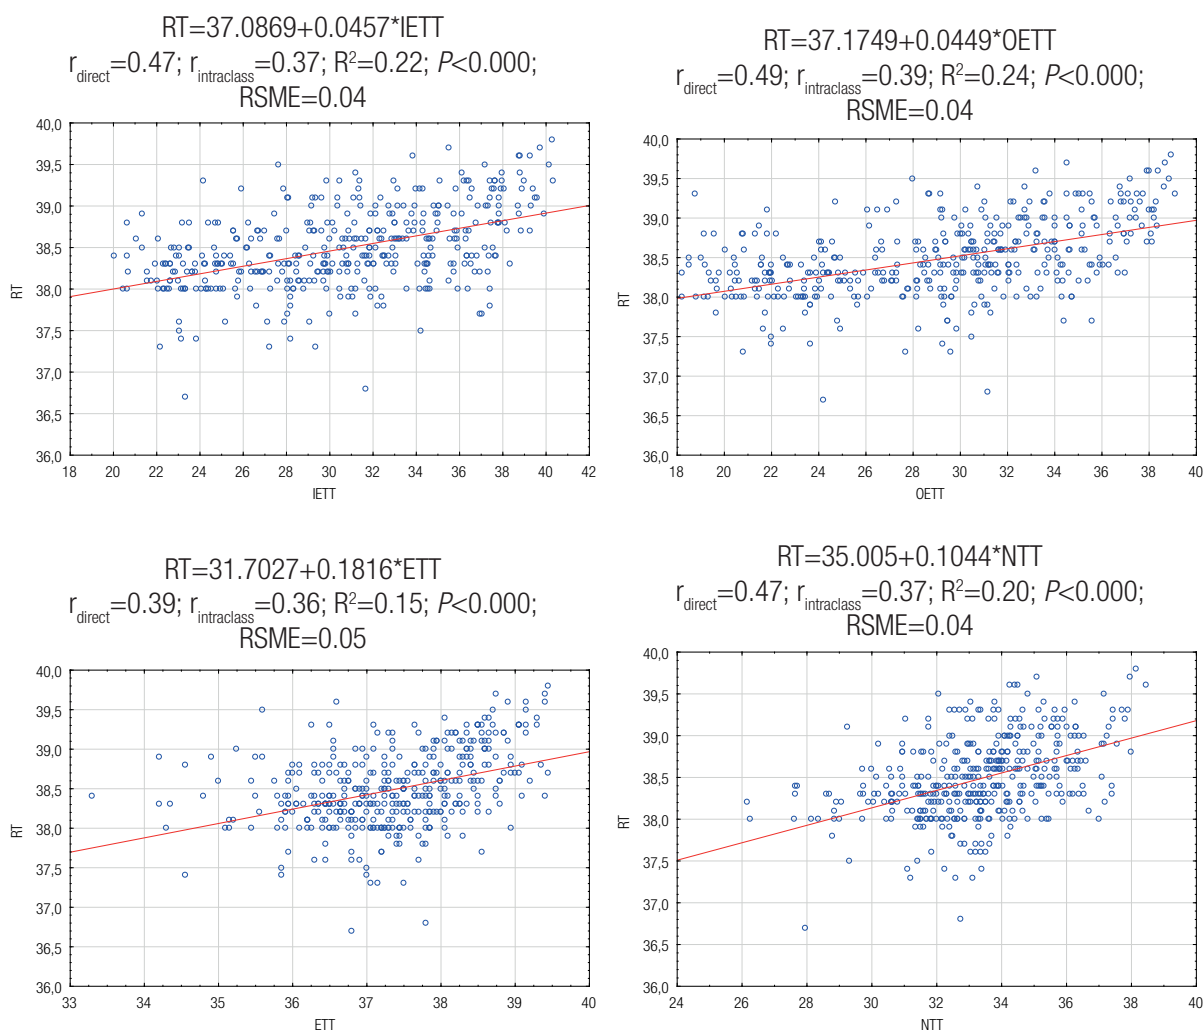 RT=37.0869+0.0457*IETT
r_direct=0.47; r_intraclass=0.37; R²=0.22; P<0.000;
RSME=0.04
40,0
39,5
39,0
38,5
38,0
37,5
37,0
36,5
36,0
RT
18 20 22 24 26 28 30 32 34 36 38 40 42
IETT
RT=37.1749+0.0449*OETT
r_direct=0.49; r_intraclass=0.39; R²=0.24; P<0.000;
RSME=0.04
40,0
39,5
39,0
38,5
38,0
37,5
37,0
36,5
36,0
RT
18 20 22 24 26 28 30 32 34 36 38 40
OETT
RT=31.7027+0.1816*ETT
r_direct=0.39; r_intraclass=0.36; R²=0.15; P<0.000;
RSME=0.05
40,0
39,5
39,0
38,5
38,0
37,5
37,0
36,5
36,0
RT
33 34 35 36 37 38 39 40
ETT
RT=35.005+0.1044*NTT
r_direct=0.47; r_intraclass=0.37; R²=0.20; P<0.000;
RSME=0.04
40,0
39,5
39,0
38,5
38,0
37,5
37,0
36,5
36,0
RT
24 26 28 30 32 34 36 38 40
NTT